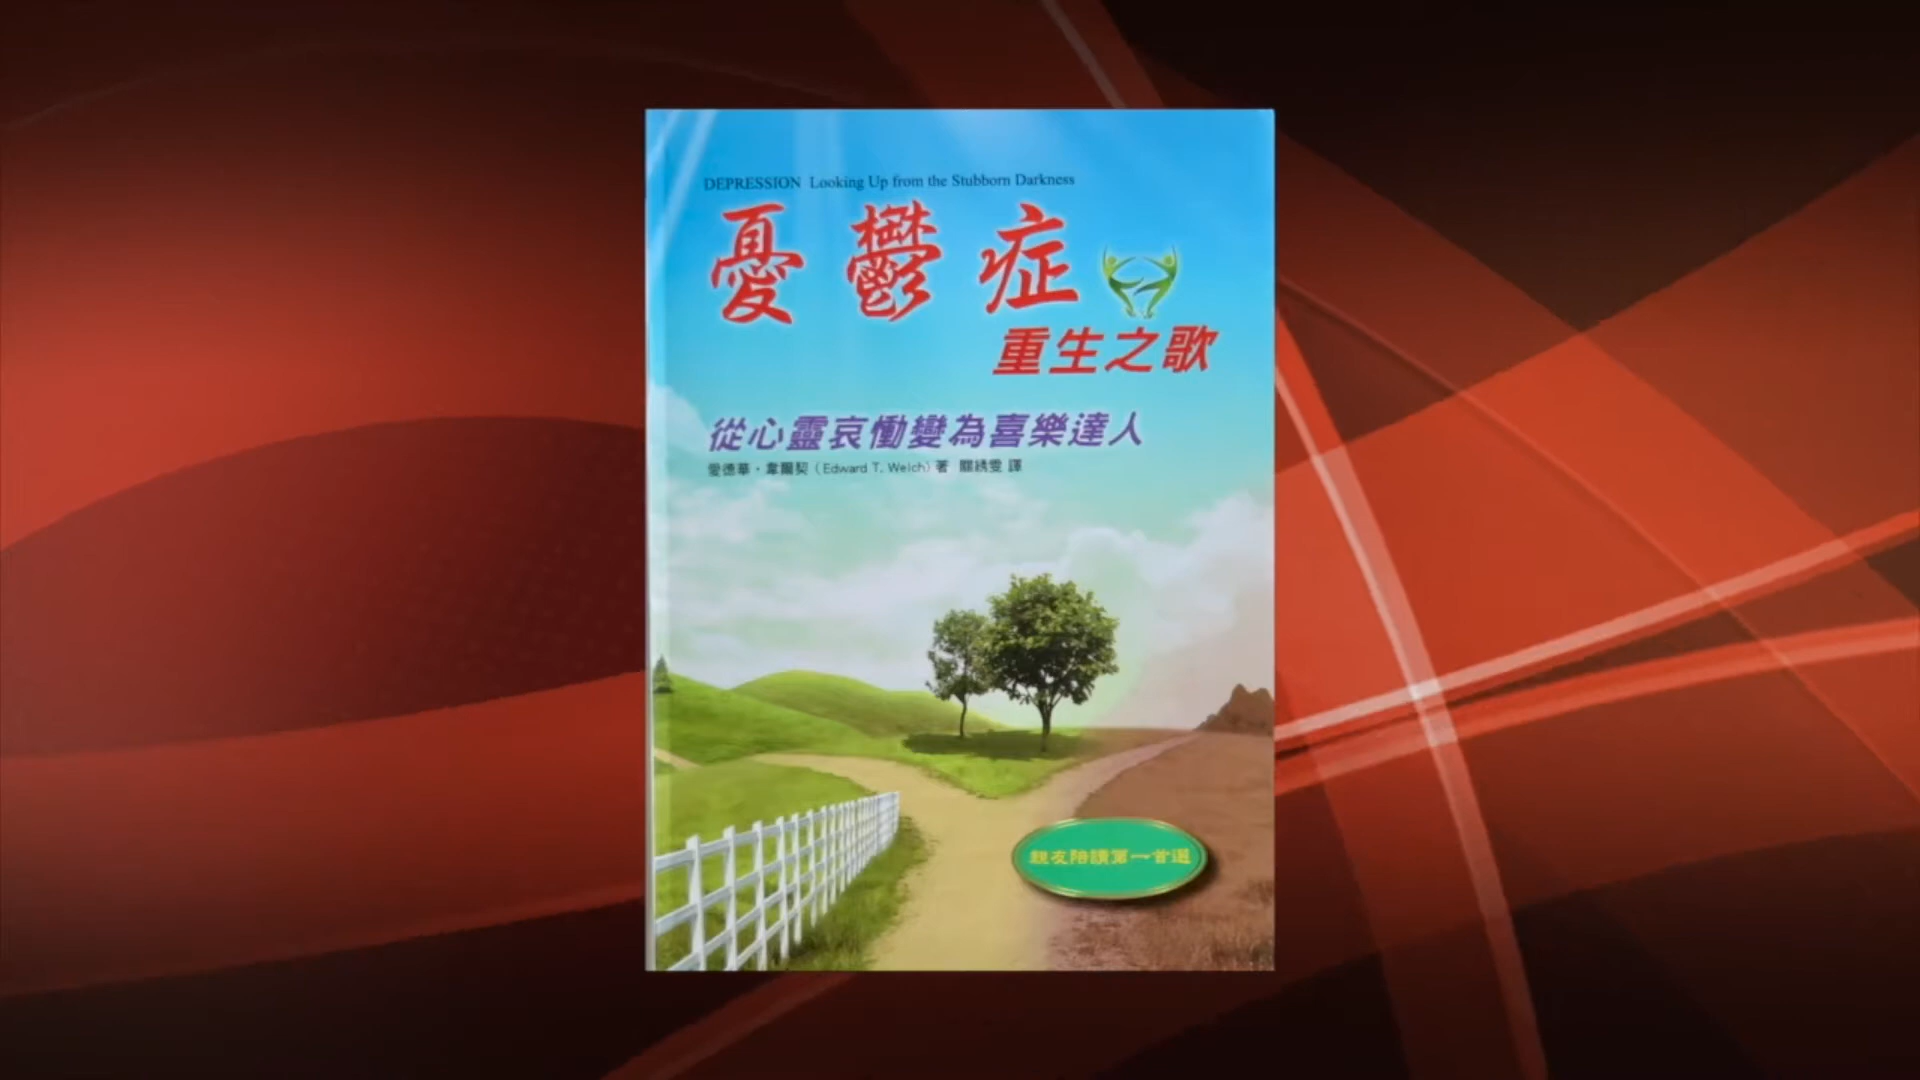 DEPRESSION Looking Up from the Stubborn Darkness
憂鬱症
重生之歌
從心靈哀慟變為喜樂達人
愛德華・韋爾契（Edward T. Welch）著 關綉雯 譯
親友陪讀第一首選